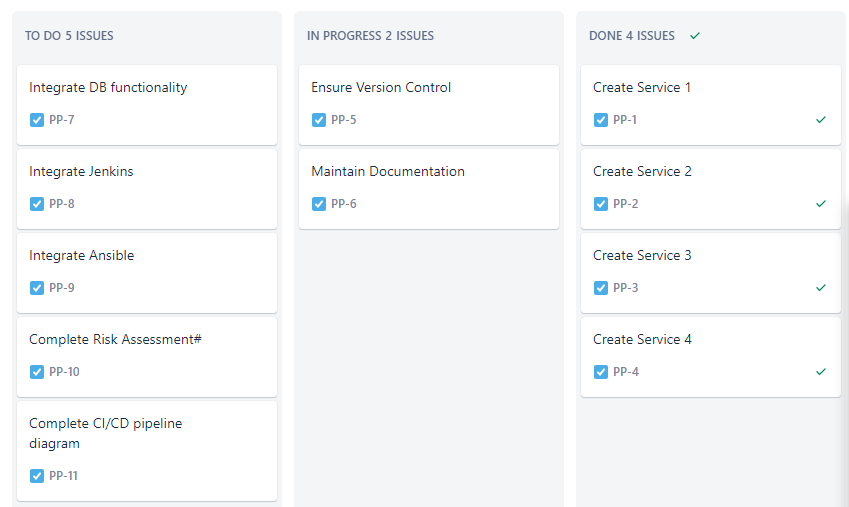 TO DO 5 ISSUES
Integrate DB functionality
PP-7
Integrate Jenkins
PP-8
Integrate Ansible
PP-9
Complete Risk Assessment#
PP-10
Complete CI/CD pipeline
diagram
PP-11
IN PROGRESS 2 ISSUES
Ensure Version Control
PP-5
Maintain Documentation
PP-6
DONE 4 ISSUES
Create Service 1
PP-1
Create Service 2
PP-2
Create Service 3
PP-3
Create Service 4
PP-4